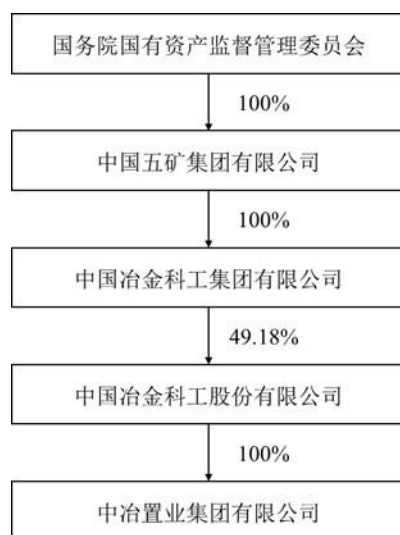 国务院国有资产监督管理委员会
100%
中国五矿集团有限公司
100%
中国冶金科工集团有限公司
49.18%
中国冶金科工股份有限公司
100%
中冶置业集团有限公司